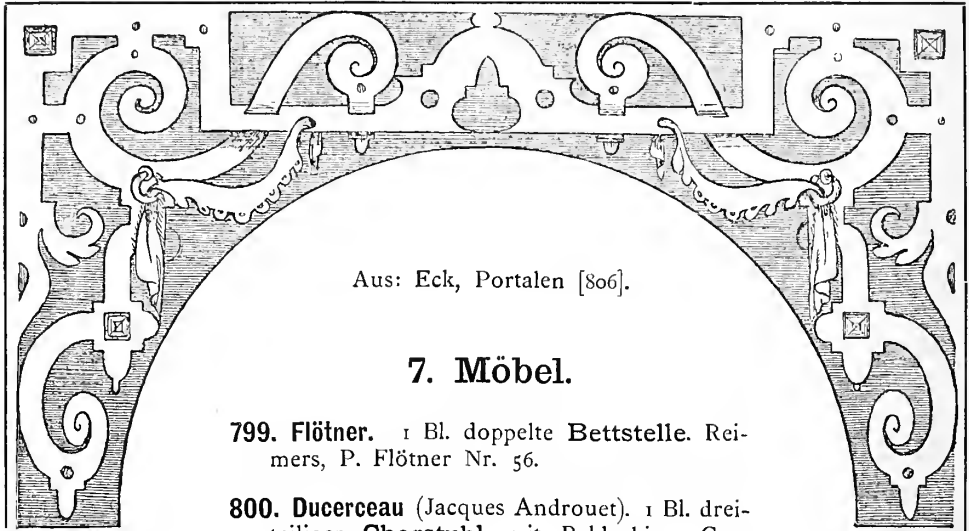 Aus: Eck, Portalen [806].
7. Möbel.
799. Flötner. 1 Bl. doppelte Bettstelle. Rei-
mers, P. Flötner Nr. 56.
800. Ducerceau (Jacques Androuet). 1 Bl. drei-